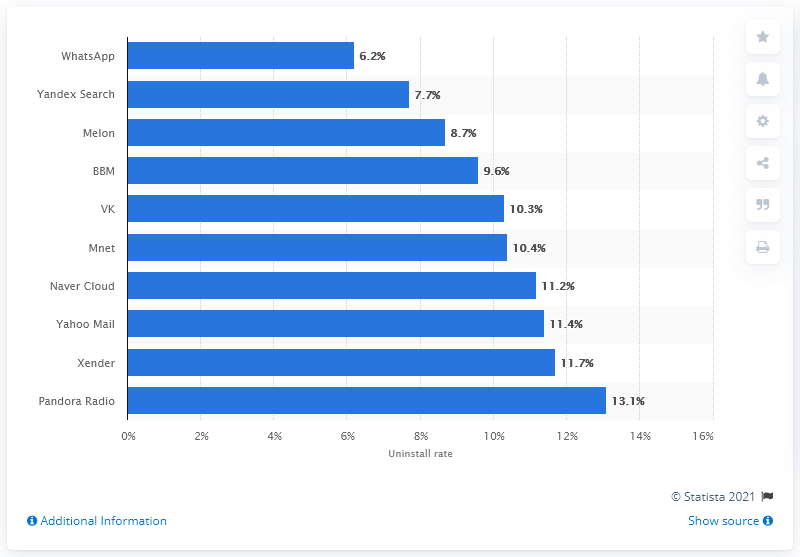 WhatsApp 6.2%
Yandex Search 7.7%
Melon 8.7%
BBM 9.6%
VK 10.3%
Mnet 10.4%
Naver Cloud 11.2%
Yahoo Mail 11.4%
Xender 11.7%
Pandora Radio 13.1%
0% 2% 4% 6% 8% 10% 12% 14% 16%
Uninstall rate
© Statista 2021
Additional Information Show source